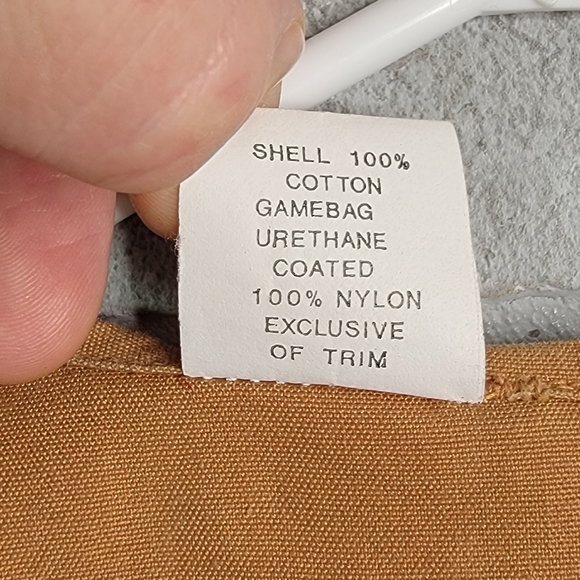 SHELL 100%
COTTON
GAMEBAG
URETHANE
COATED
100% NYLON
EXCLUSIVE
OF TRIM